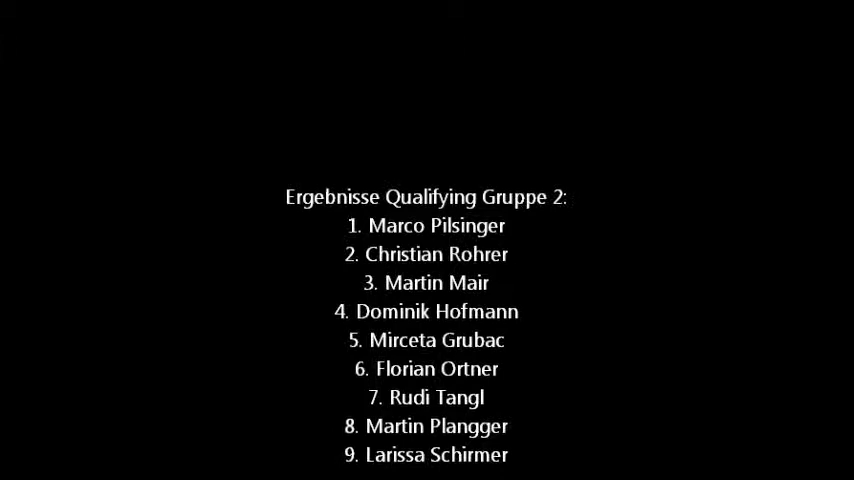 Ergebnisse Qualifying Gruppe 2:
1. Marco Pilsinger
2. Christian Rohrer
3. Martin Mair
4. Dominik Hofmann
5. Mirceta Grubac
6. Florian Ortner
7. Rudi Tangl
8. Martin Plangger
9. Larissa Schirmer